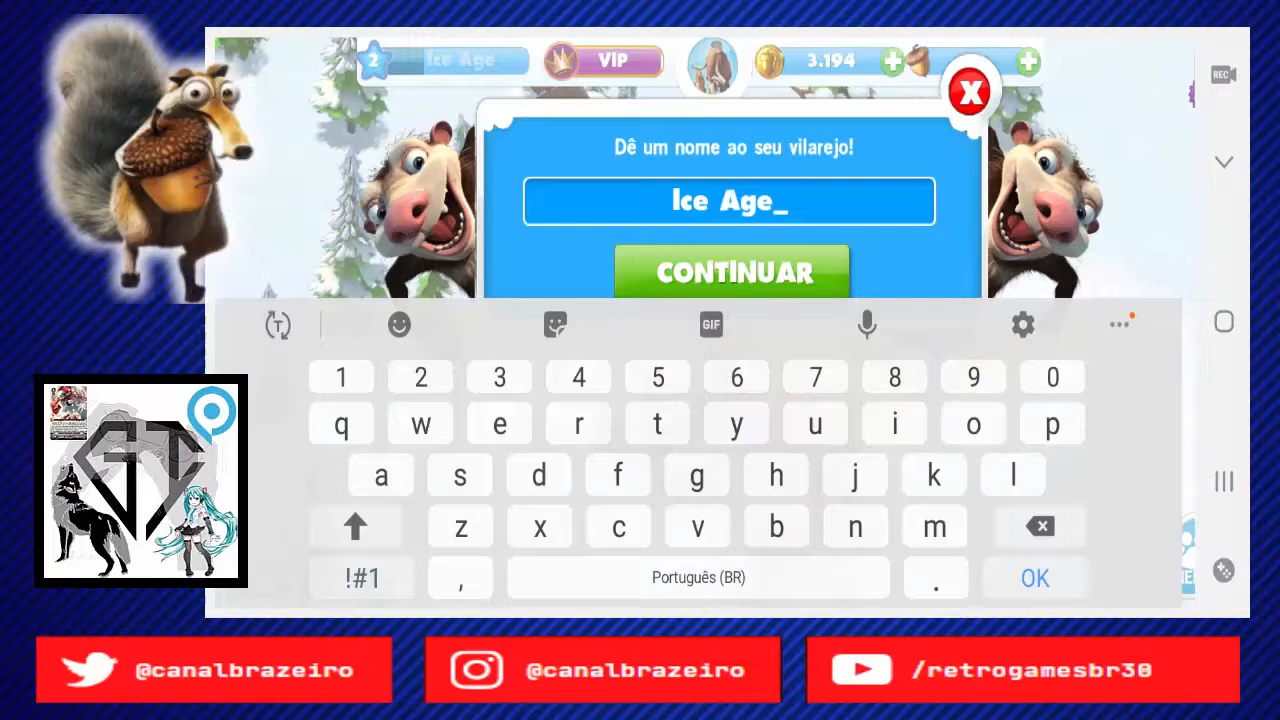 2 Ice Age VIP 3.194
REC
X
Dê um nome ao seu vilarejo!
Ice Age_
CONTINUAR
T GIF ...
1 2 3 4 5 6 7 8 9 0
q w e r t y u i o p
a s d f g h j k l
z x c v b n m
!#1 , Português (BR) . OK
@canalbrazeiro @canalbrazeiro /retrogamesbr30